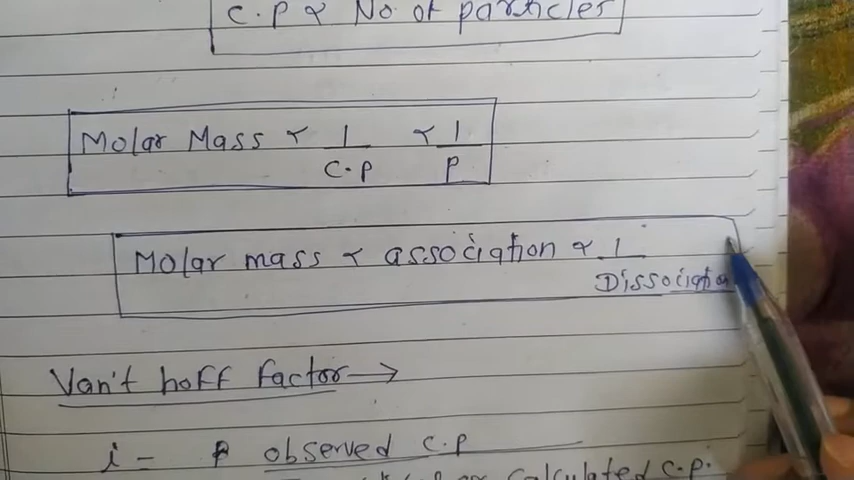 C.P ∝ No. of particles
Molar Mass ∝ 1/C.P ∝ 1/P
Molar mass ∝ association ∝ 1/Dissociation
Van't hoff factor →
i = observed C.P
calculated C.P.